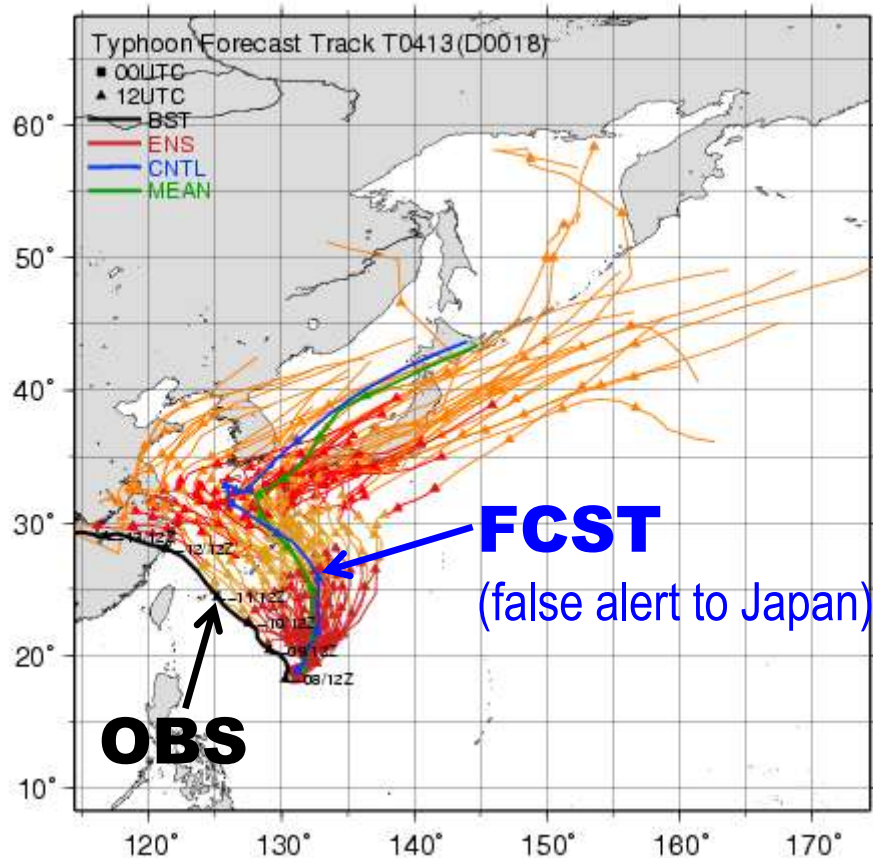 Typhoon Forecast Track T0413(D0018)
■ 00UTC
▲ 12UTC
BST
ENS
CNTL
MEAN
60°
50°
40°
30°
20°
10°
120°
130°
140°
150°
160°
170°
FCST
(false alert to Japan)
OBS
12/12Z
11/12Z
10/12Z
09/12Z
08/12Z